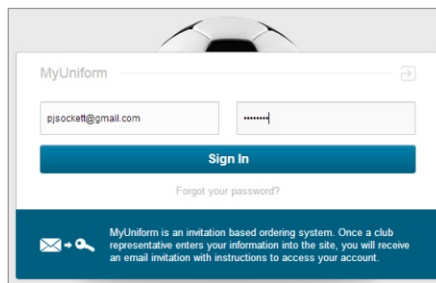 MyUniform
pjsockett@gmail.com
••••••••
Sign In
Forgot your password?
MyUniform is an invitation based ordering system. Once a club
representative enters your information into the site, you will receive
an email invitation with instructions to access your account.